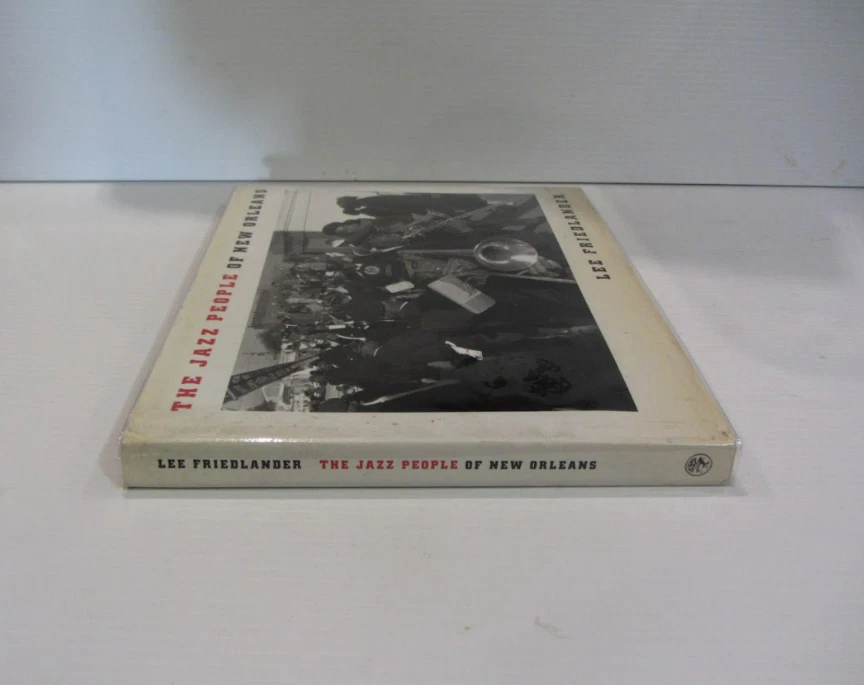 THE JAZZ PEOPLE OF NEW ORLEANS
LEE FRIEDLANDER
LEE FRIEDLANDER THE JAZZ PEOPLE OF NEW ORLEANS